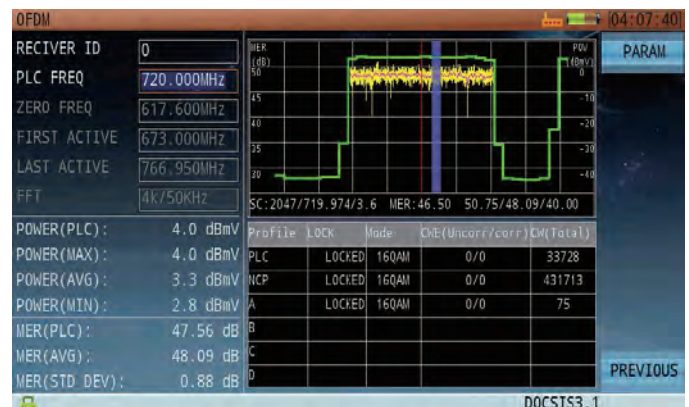 OFDM [04:07:40]
RECIVER ID 0
PLC FREQ 720.000MHz
ZERO FREQ 617.600MHz
FIRST ACTIVE 673.000MHz
LAST ACTIVE 766.950MHz
FFT 4k/50KHz
MER POW
(dB) (dBmV)
50 0
45 -10
40 -20
35 -30
30 -40
SC:2047/719.974/3.6 MER:46.50 50.75/48.09/40.00
PARAM
POWER(PLC): 4.0 dBmV
POWER(MAX): 4.0 dBmV
POWER(AVG): 3.3 dBmV
POWER(MIN): 2.8 dBmV
MER(PLC): 47.56 dB
MER(AVG): 48.09 dB
MER(STD DEV): 0.88 dB
Profile LOCK Mode CWE(Uncorr/corr) CW(Total)
PLC LOCKED 16QAM 0/0 33728
NCP LOCKED 16QAM 0/0 431713
A LOCKED 16QAM 0/0 75
B
C
D
PREVIOUS
DOCSIS3.1